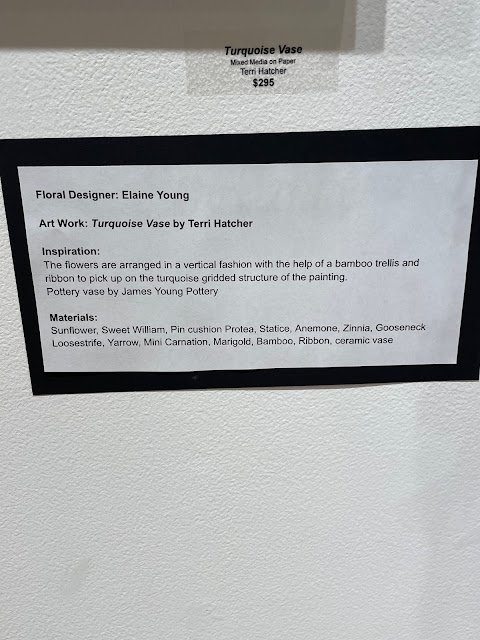 Turquoise Vase
Mixed Media on Paper
Terri Hatcher
$295
Floral Designer: Elaine Young
Art Work: Turquoise Vase by Terri Hatcher
Inspiration:
The flowers are arranged in a vertical fashion with the help of a bamboo trellis and
ribbon to pick up on the turquoise gridded structure of the painting.
Pottery vase by James Young Pottery
Materials:
Sunflower, Sweet William, Pin cushion Protea, Statice, Anemone, Zinnia, Gooseneck
Loosestrife, Yarrow, Mini Carnation, Marigold, Bamboo, Ribbon, ceramic vase